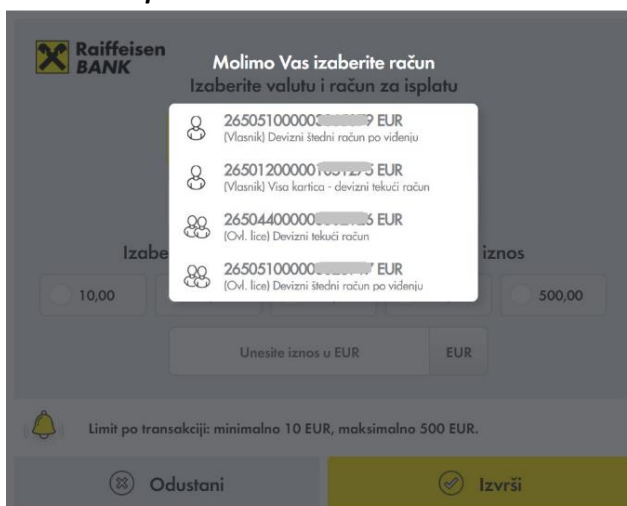 Raiffeisen
BANK
Molimo Vas izaberite račun
Izaberite valutu i račun za isplatu
EUR
(Vlasnik) Devizni štedni račun po viđenju
EUR
(Vlasnik) Visa kartica - devizni tekući račun
EUR
(Ovl. lice) Devizni tekući račun
EUR
(Ovl. lice) Devizni štedni račun po viđenju
iznos
10,00
500,00
Unesite iznos u EUR
EUR
Limit po transakciji: minimalno 10 EUR, maksimalno 500 EUR.
Odustani
Izvrši